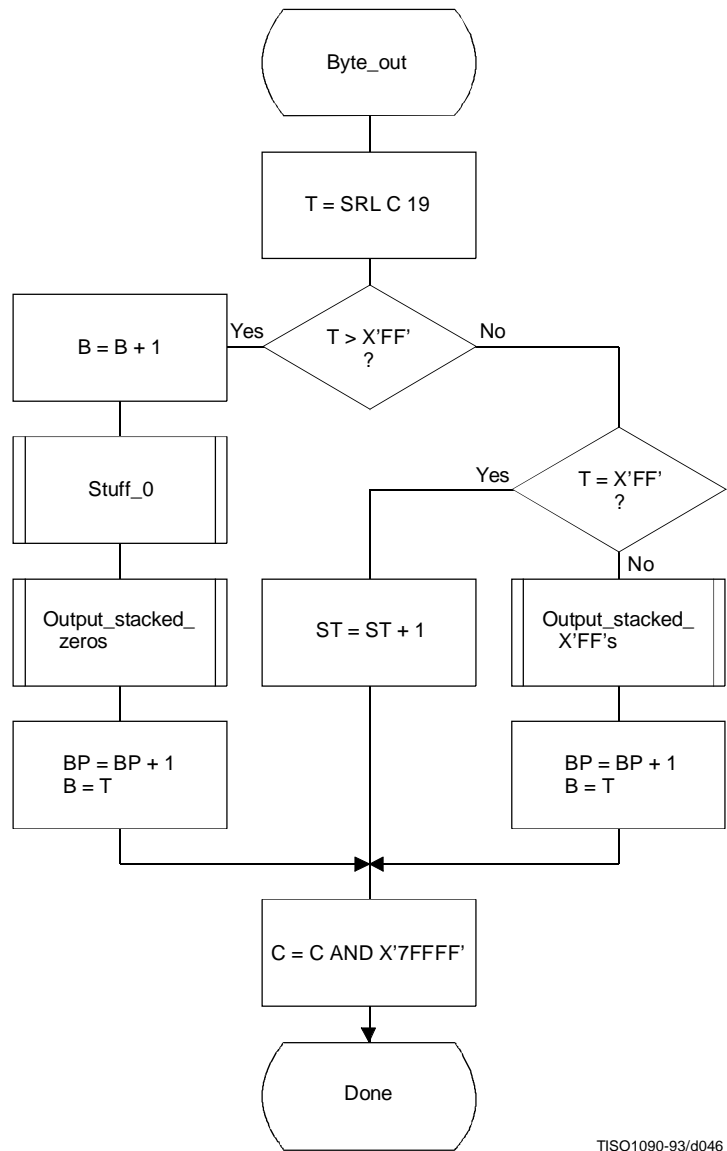 Byte_out
T = SRL C 19
T > X'FF'
?
Yes
No
B = B + 1
Stuff_0
T = X'FF'
?
Yes
No
Output_stacked_
zeros
ST = ST + 1
Output_stacked_
X'FF's
BP = BP + 1
B = T
BP = BP + 1
B = T
C = C AND X'7FFFF'
Done
TISO1090-93/d046